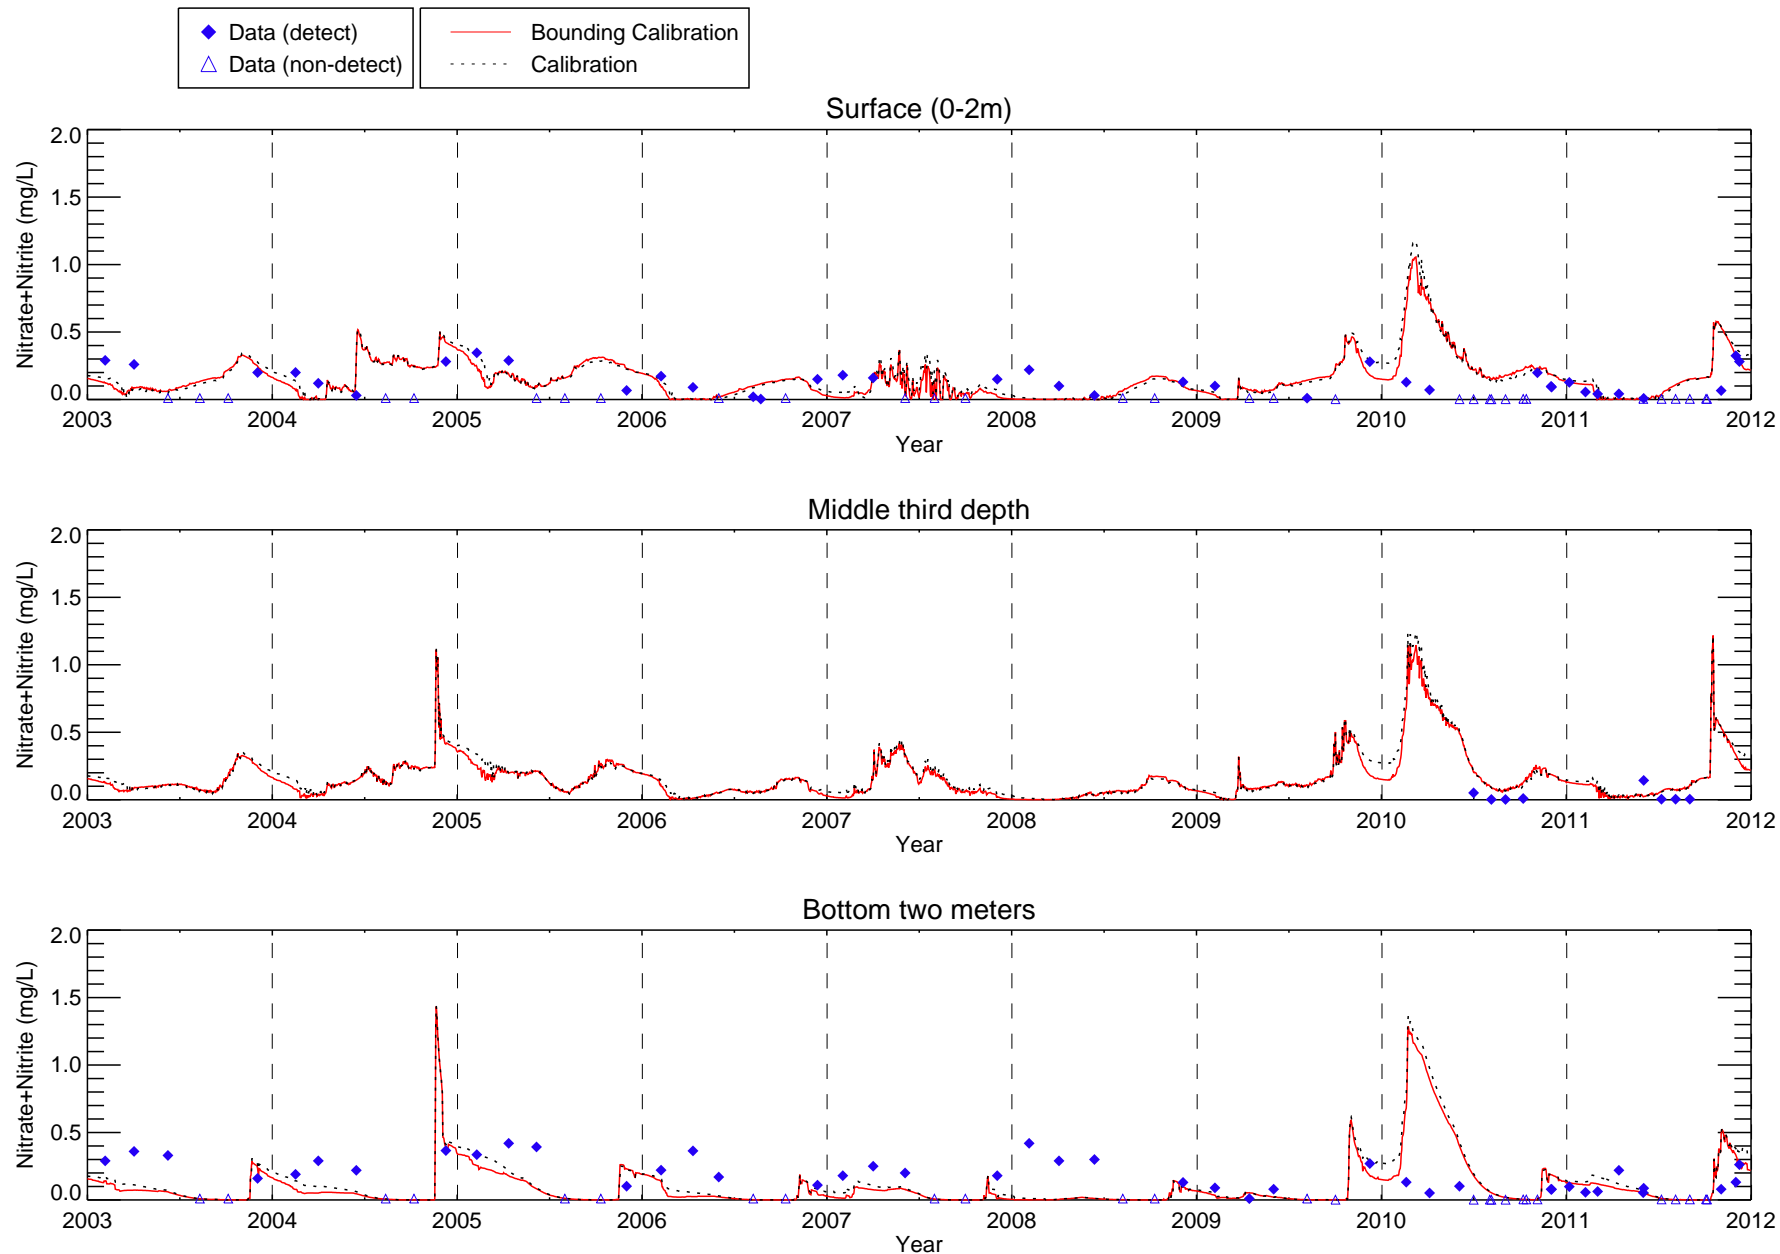 Data (detect)
Data (non-detect)
Bounding Calibration
Calibration
Surface (0-2m)
Nitrate+Nitrite (mg/L)
2.0
1.5
1.0
0.5
0.0
2003 2004 2005 2006 2007 2008 2009 2010 2011 2012
Year
Middle third depth
Nitrate+Nitrite (mg/L)
2.0
1.5
1.0
0.5
0.0
2003 2004 2005 2006 2007 2008 2009 2010 2011 2012
Year
Bottom two meters
Nitrate+Nitrite (mg/L)
2.0
1.5
1.0
0.5
0.0
2003 2004 2005 2006 2007 2008 2009 2010 2011 2012
Year